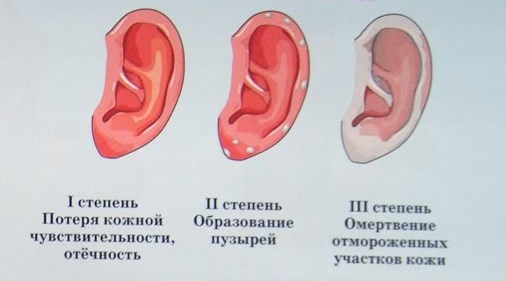 I степень
Потеря кожной
чувствительности,
отёчность
II степень
Образование
пузырей
III степень
Омертвение
отмороженных
участков кожи